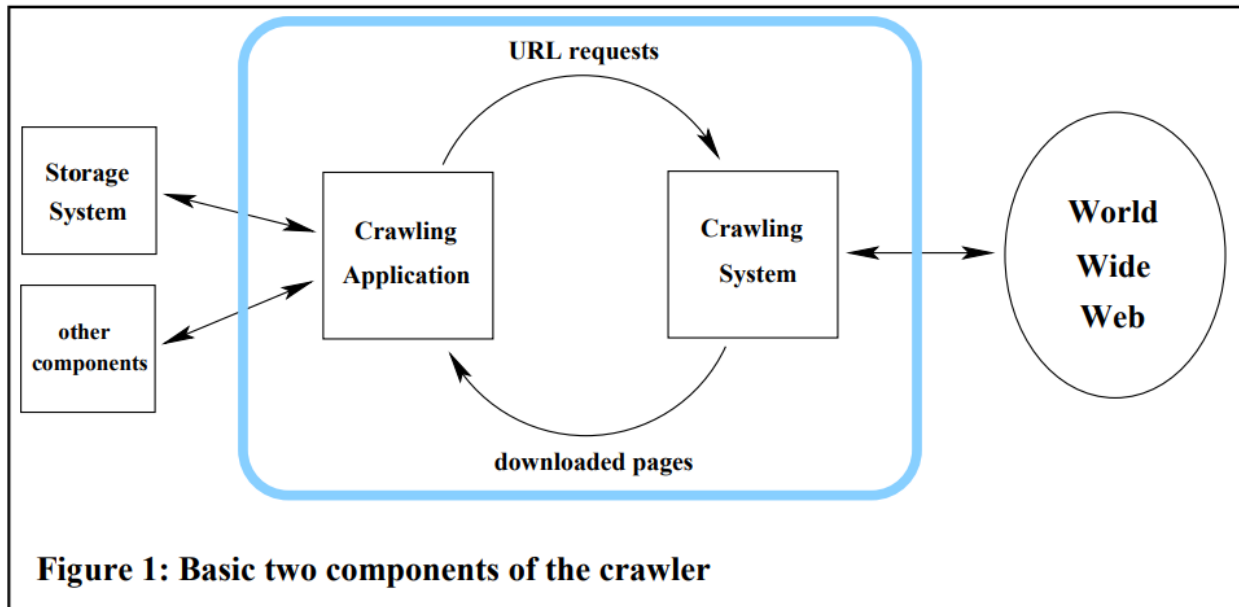 URL requests
Storage
System
Crawling
Application
Crawling
System
World
Wide
Web
other
components
downloaded pages
Figure 1: Basic two components of the crawler